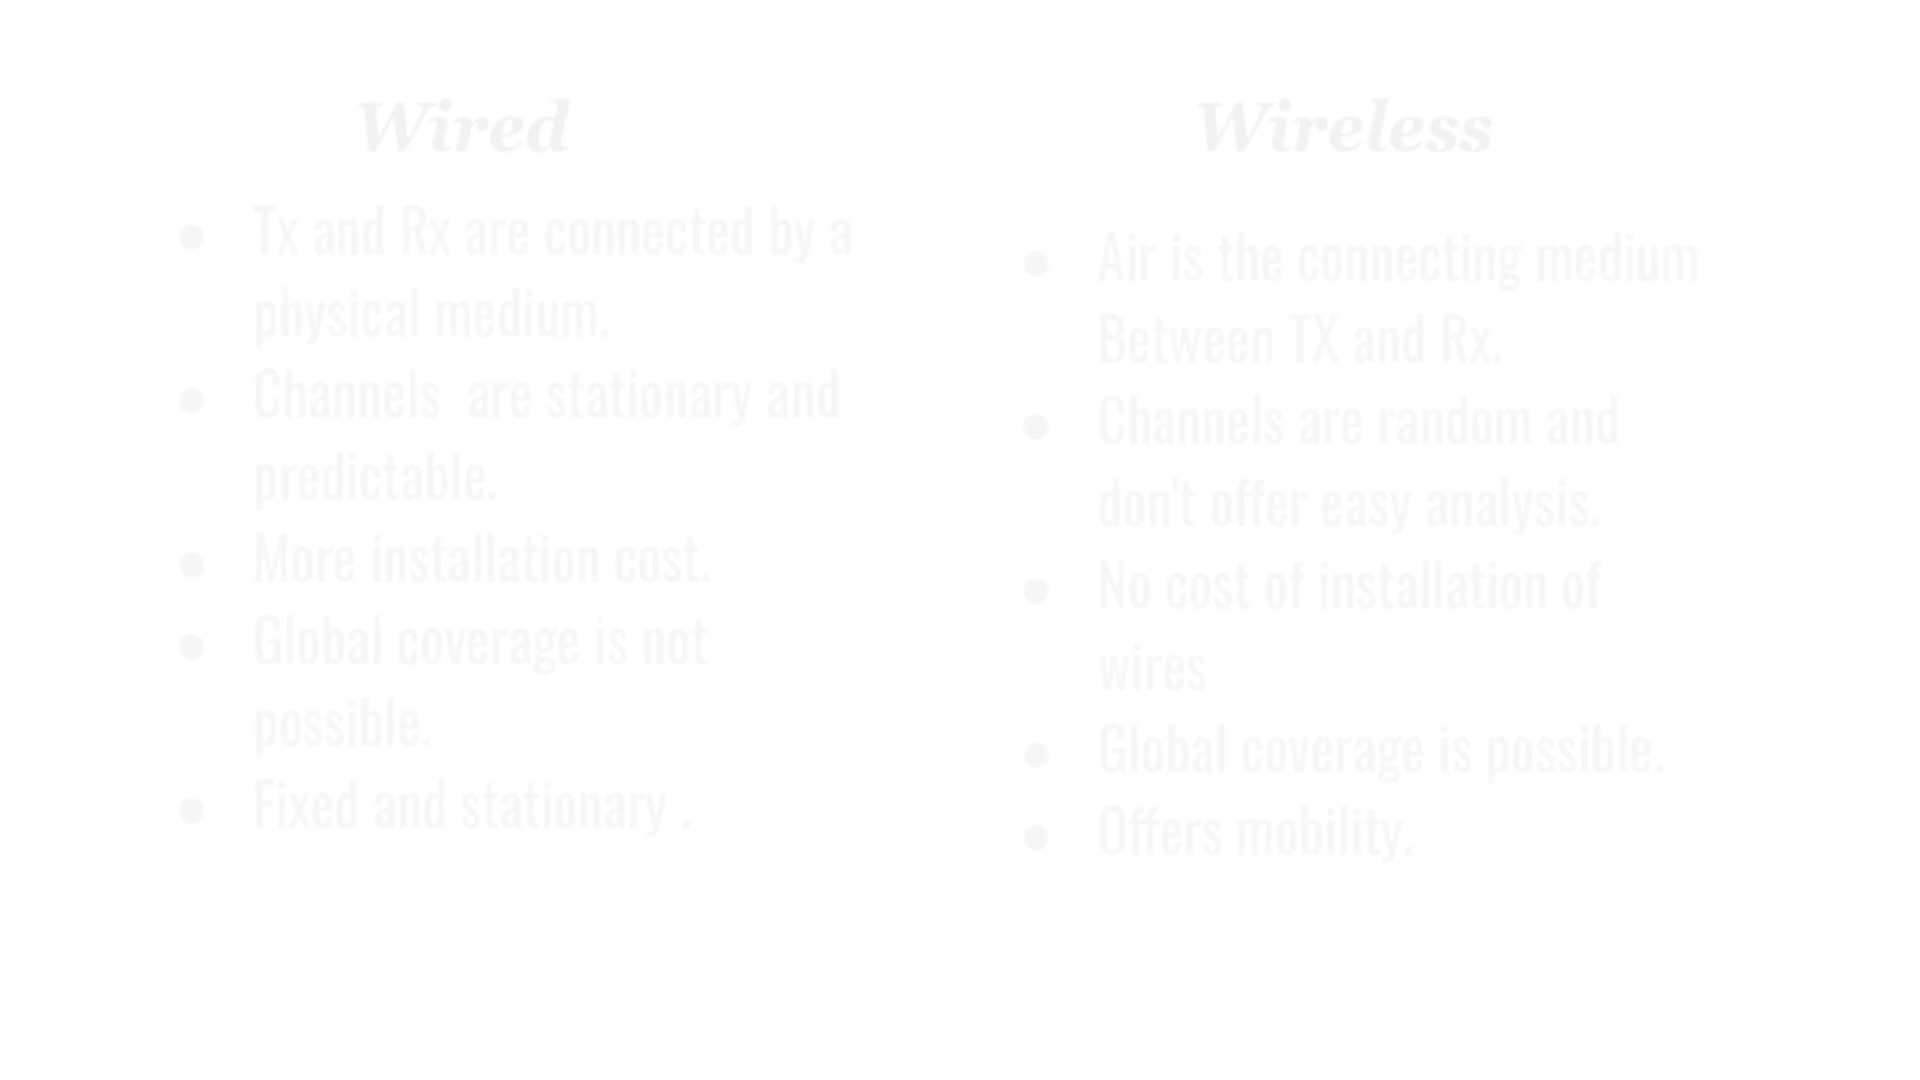 Wired
● Tx and Rx are connected by a
physical medium.
● Channels  are stationary and
predictable.
● More installation cost.
● Global coverage is not
possible.
● Fixed and stationary .
Wireless
● Air is the connecting medium
Between TX and Rx.
● Channels are random and
don't offer easy analysis.
● No cost of installation of
wires
● Global coverage is possible.
● Offers mobility.